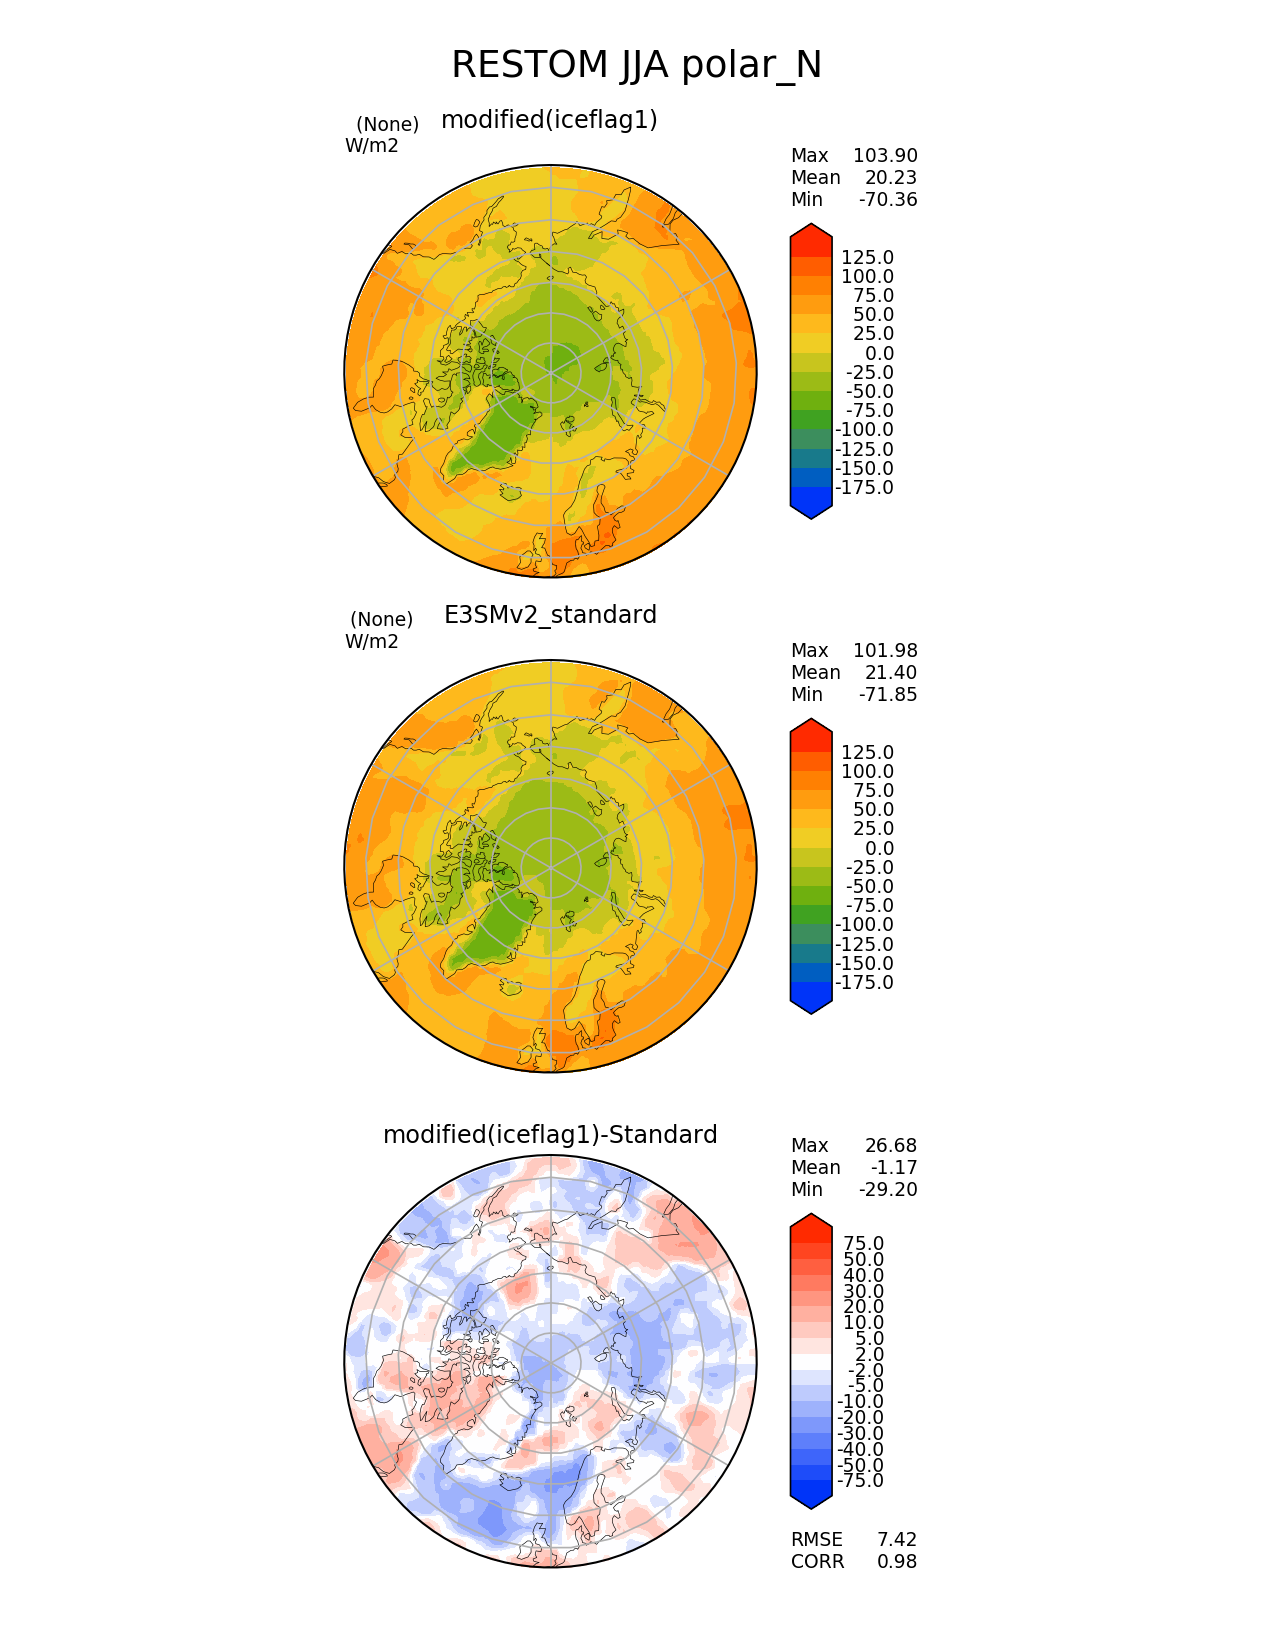 RESTOM JJA polar_N
(None)
modified(iceflag1)
W/m2
Max 103.90
Mean 20.23
Min -70.36
125.0
100.0
75.0
50.0
25.0
0.0
-25.0
-50.0
-75.0
-100.0
-125.0
-150.0
-175.0
(None)
E3SMv2_standard
W/m2
Max 101.98
Mean 21.40
Min -71.85
125.0
100.0
75.0
50.0
25.0
0.0
-25.0
-50.0
-75.0
-100.0
-125.0
-150.0
-175.0
modified(iceflag1)-Standard
Max 26.68
Mean -1.17
Min -29.20
75.0
50.0
40.0
30.0
20.0
10.0
5.0
2.0
-2.0
-5.0
-10.0
-20.0
-30.0
-40.0
-50.0
-75.0
RMSE 7.42
CORR 0.98